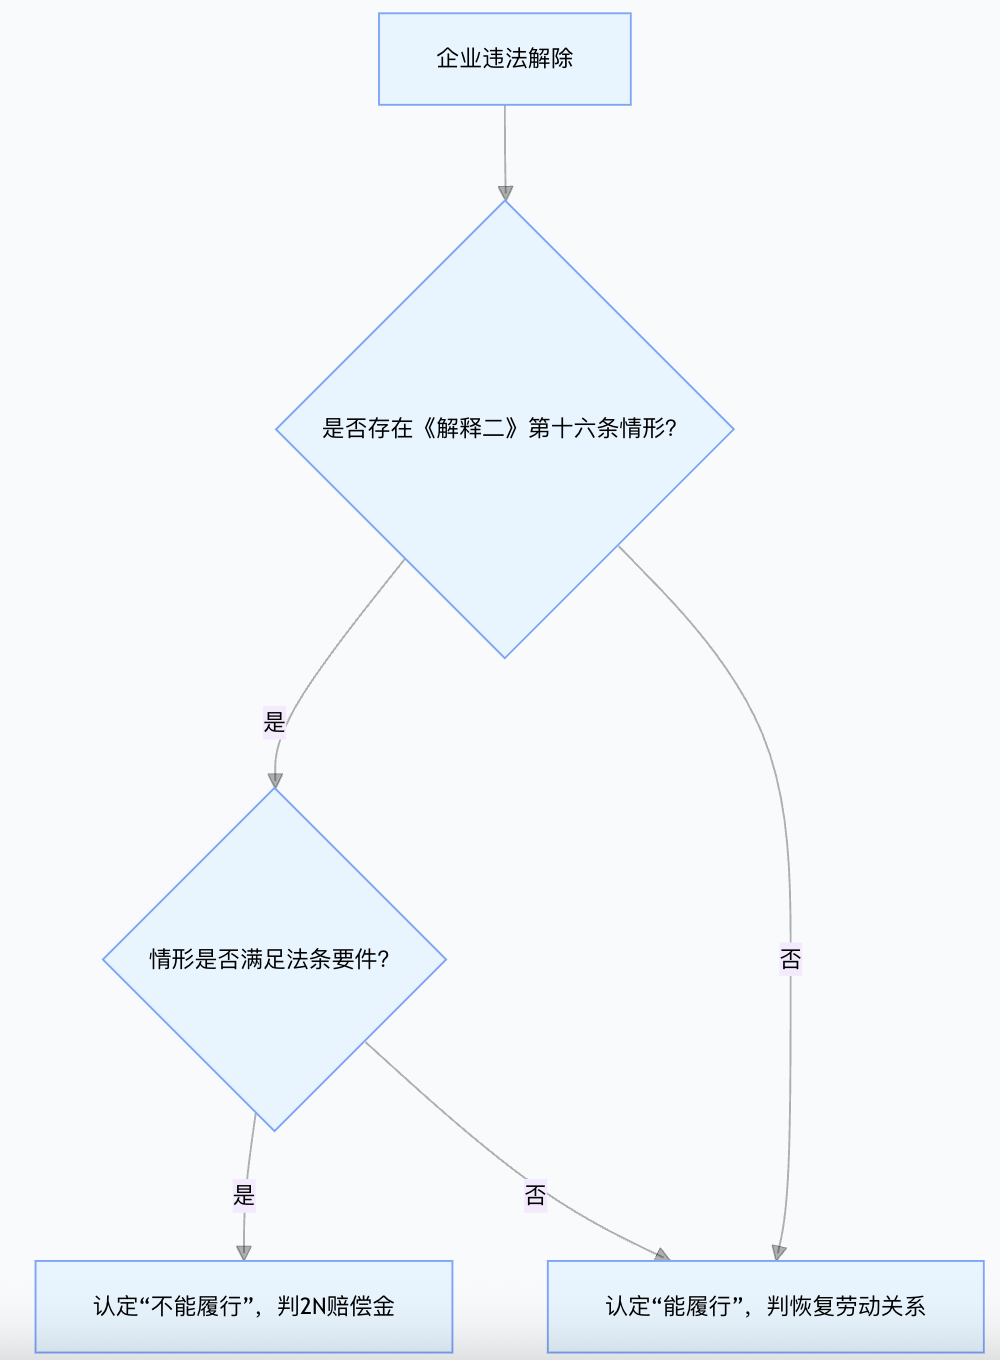 企业违法解除
是否存在《解释二》第十六条情形？
是
情形是否满足法条要件？
否
是
否
认定“不能履行”，判2N赔偿金
认定“能履行”，判恢复劳动关系